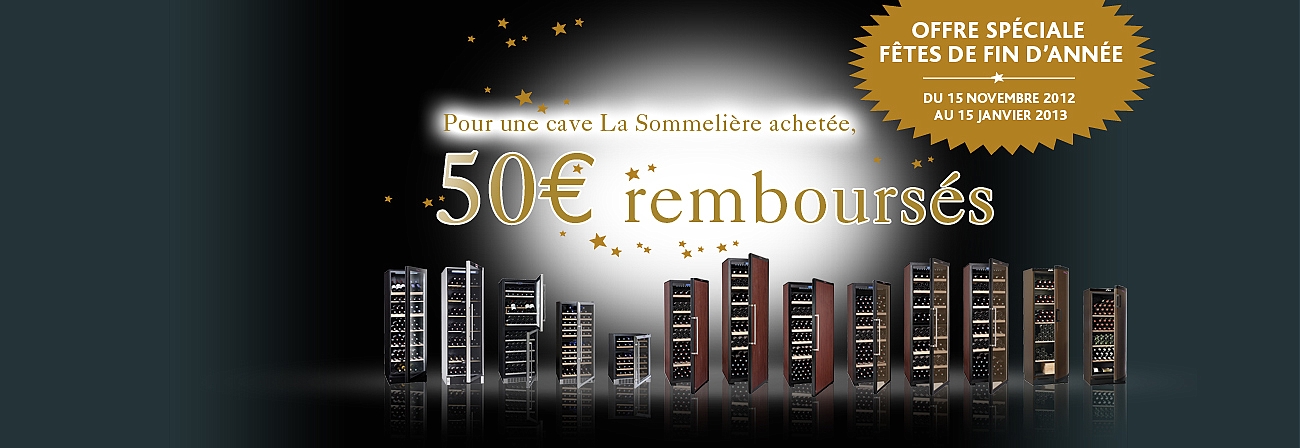 OFFRE SPÉCIALE
FÊTES DE FIN D'ANNÉE
DU 15 NOVEMBRE 2012
AU 15 JANVIER 2013
Pour une cave La Sommelière achetée,
50€ remboursés